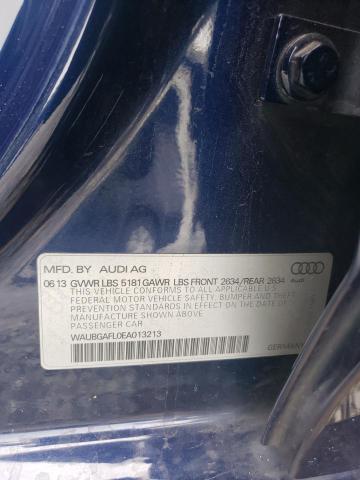 MFD. BY AUDI AG
06 13 GVWR LBS 5181 GAWR LBS FRONT 2634/REAR 2634
Audi
THIS VEHICLE CONFORMS TO ALL APPLICABLE U.S.
FEDERAL MOTOR VEHICLE SAFETY, BUMPER AND THEFT
PREVENTION STANDARDS IN EFFECT ON THE DATE OF
MANUFACTURE SHOWN ABOVE.
PASSENGER CAR
WAUBGAFL0EA013213
GERMANY